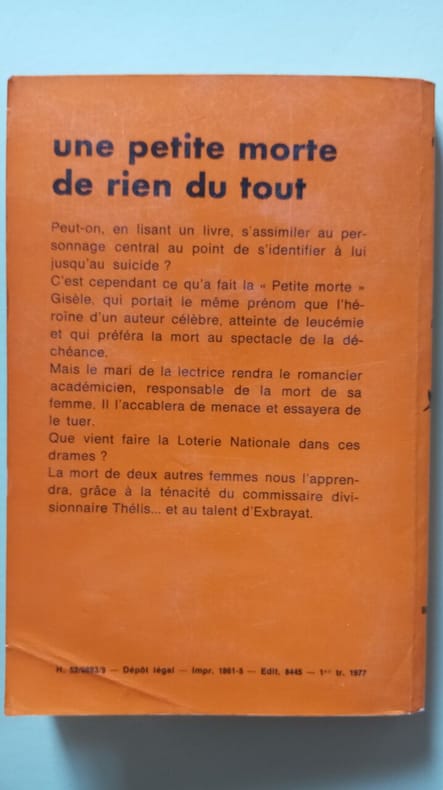 une petite morte
de rien du tout
Peut-on, en lisant un livre, s'assimiler au per-
sonnage central au point de s'identifier à lui
jusqu'au suicide ?
C'est cependant ce qu'a fait la « Petite morte »
Gisèle, qui portait le même prénom que l'hé-
roïne d'un auteur célèbre, atteinte de leucémie
et qui préféra la mort au spectacle de la dé-
chéance.
Mais le mari de la lectrice rendra le romancier
académicien, responsable de la mort de sa
femme. Il l'accablera de menace et essayera de
le tuer.
Que vient faire la Loterie Nationale dans ces
drames ?
La mort de deux autres femmes nous l'appren-
dra, grâce à la ténacité du commissaire divi-
sionnaire Thélis... et au talent d'Exbrayat.
Dépôt légal — Impr. 1861-5 — Edit. 8445 — 1er tr. 1977